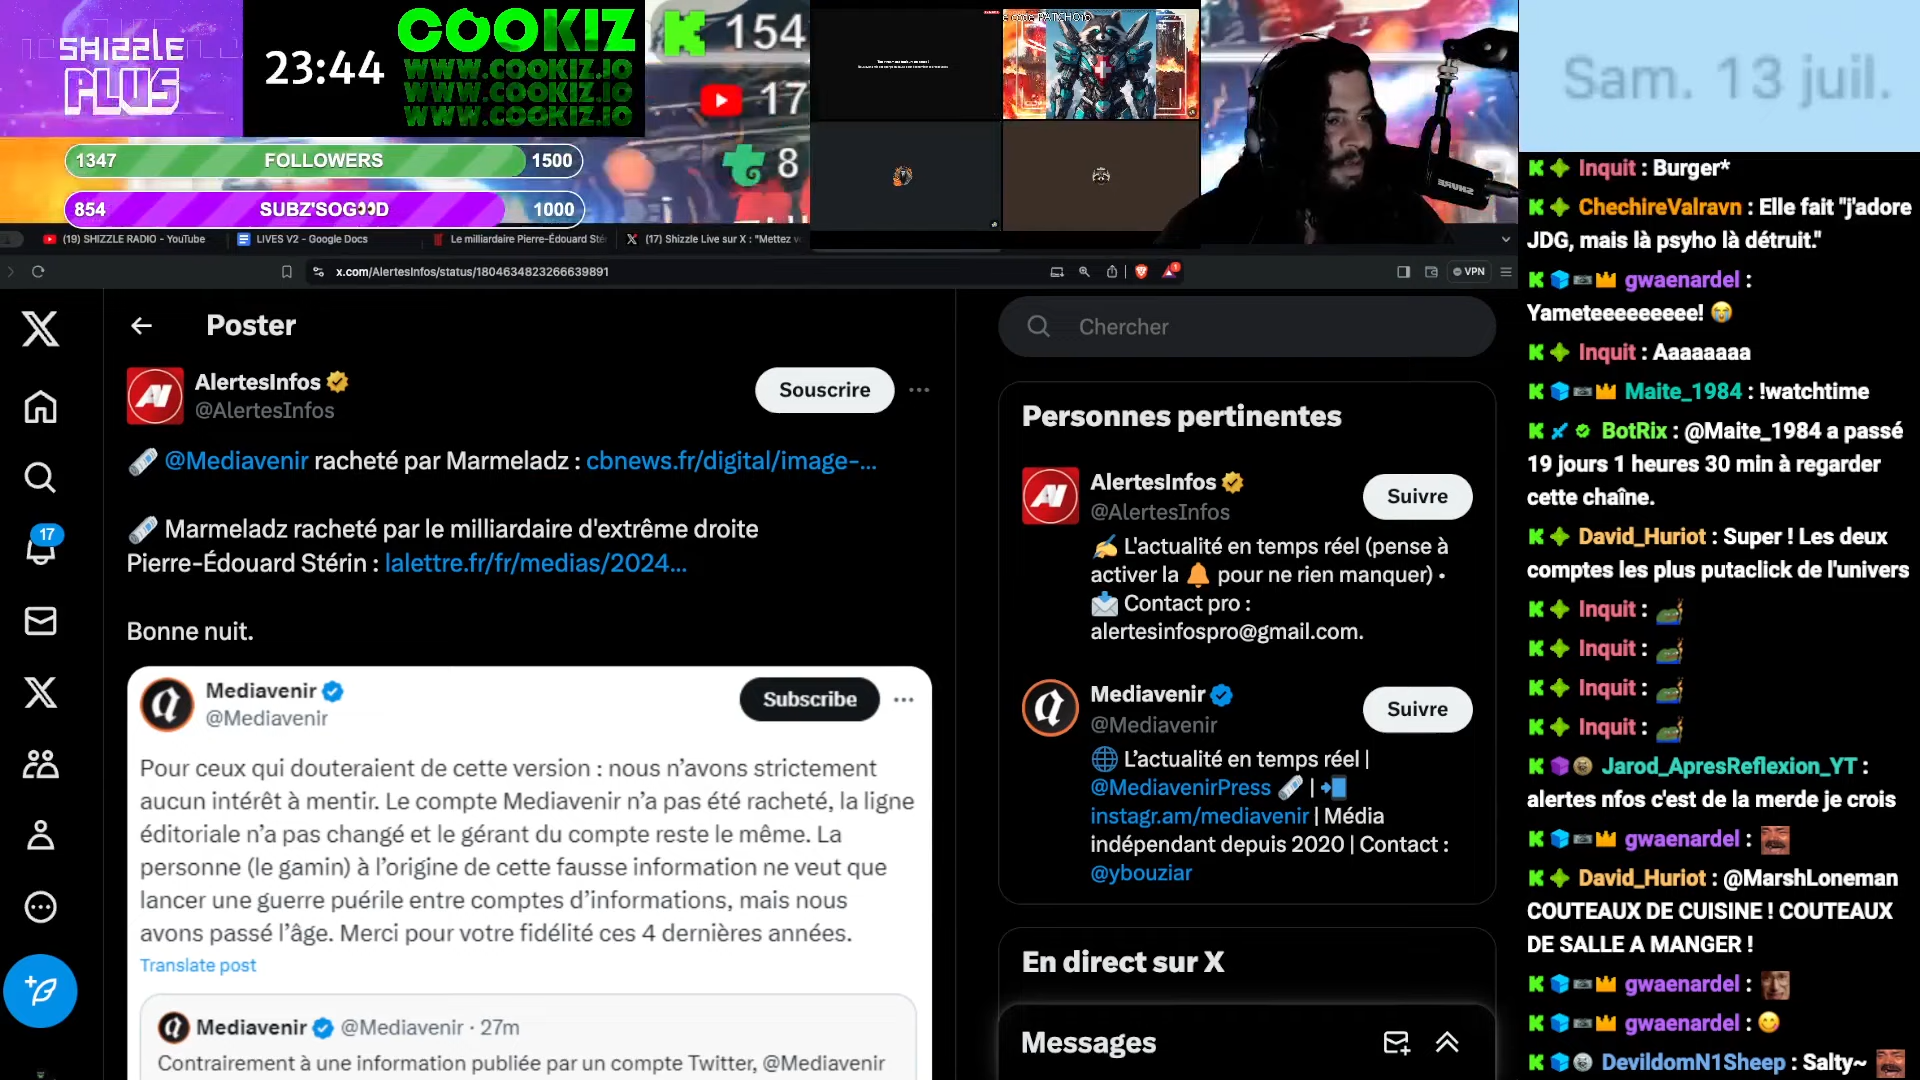 SHIZZLE
PLUS
23:44
COOKIZ
WWW.COOKIZ.IO
WWW.COOKIZ.IO
WWW.COOKIZ.IO
154
17
8
1347 FOLLOWERS 1500
854 SUBZ'SOG👀D 1000
Sam. 13 juil.
(19) SHIZZLE RADIO - YouTube
LIVES V2 - Google Docs
Le milliardaire Pierre-Édouard Sté
(17) Shizzle Live sur X : "Mettez v
x.com/AlertesInfos/status/1804634823266639891
1
VPN
Poster
AlertesInfos
@AlertesInfos
Souscrire
🗞️ @Mediavenir racheté par Marmeladz : cbnews.fr/digital/image-...
🗞️ Marmeladz racheté par le milliardaire d'extrême droite
Pierre-Édouard Stérin : lalettre.fr/fr/medias/2024...
Bonne nuit.
17
Mediavenir
@Mediavenir
Subscribe
Pour ceux qui douteraient de cette version : nous n’avons strictement
aucun intérêt à mentir. Le compte Mediavenir n’a pas été racheté, la ligne
éditoriale n’a pas changé et le gérant du compte reste le même. La
personne (le gamin) à l’origine de cette fausse information ne veut que
lancer une guerre puérile entre comptes d’informations, mais nous
avons passé l’âge. Merci pour votre fidélité ces 4 dernières années.
Translate post
Mediavenir @Mediavenir · 27m
Contrairement à une information publiée par un compte Twitter, @Mediavenir
Chercher
Personnes pertinentes
AlertesInfos
@AlertesInfos
Suivre
✍️ L'actualité en temps réel (pense à
activer la 🔔 pour ne rien manquer) •
📩 Contact pro :
alertesinfospro@gmail.com.
Mediavenir
@Mediavenir
Suivre
🌐 L’actualité en temps réel |
@MediavenirPress 🗞️ | 📲
instagr.am/mediavenir | Média
indépendant depuis 2020 | Contact :
@ybouziar
En direct sur X
Messages
Inquit : Burger*
ChechireValravn : Elle fait "j'adore
JDG, mais là psyho là détruit."
gwaenardel :
Yameteeeeeeeee! 😭
Inquit : Aaaaaaaa
Maite_1984 : !watchtime
BotRix : @Maite_1984 a passé
19 jours 1 heures 30 min à regarder
cette chaîne.
David_Huriot : Super ! Les deux
comptes les plus putaclick de l'univers
Inquit :
Inquit :
Inquit :
Inquit :
Jarod_ApresReflexion_YT :
alertes nfos c'est de la merde je crois
gwaenardel :
David_Huriot : @MarshLoneman
COUTEAUX DE CUISINE ! COUTEAUX
DE SALLE A MANGER !
gwaenardel :
gwaenardel : 😋
DevildomN1Sheep : Salty~